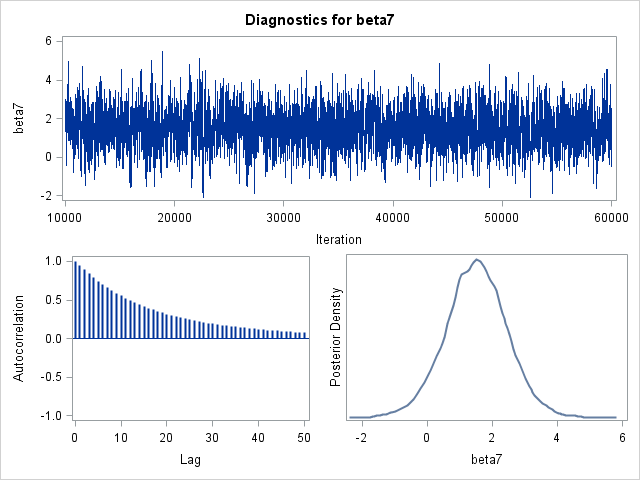 Diagnostics for beta7
6
4
2
0
-2
beta7
10000 20000 30000 40000 50000 60000
Iteration
1.0
0.5
0.0
-0.5
-1.0
Autocorrelation
0 10 20 30 40 50
Lag
Posterior Density
-2 0 2 4 6
beta7